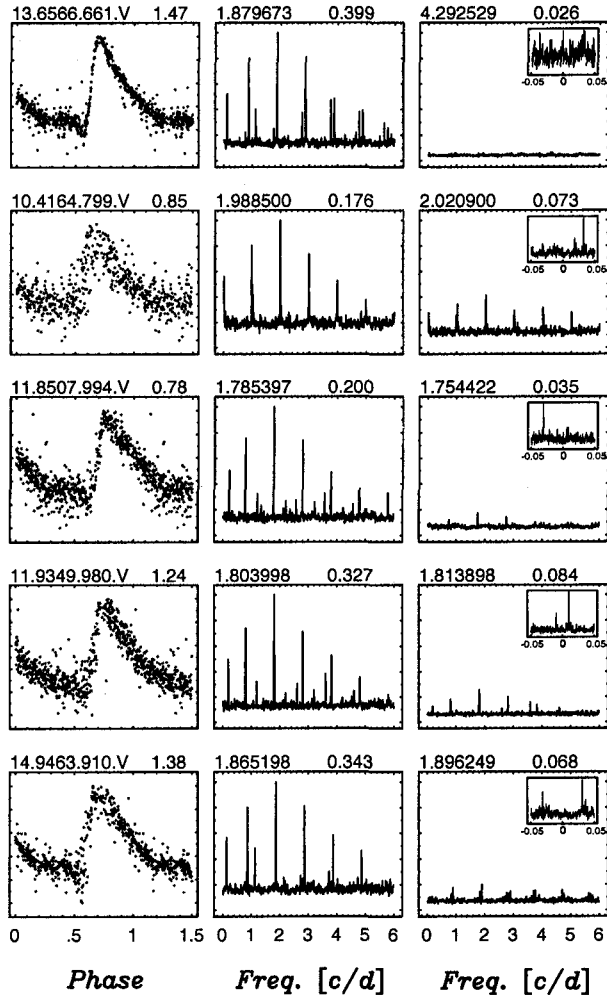 13.6566.661.V 1.47 1.879673 0.399 4.292529 0.026
-0.05 0 0.05
10.4164.799.V 0.85 1.988500 0.176 2.020900 0.073
-0.05 0 0.05
11.8507.994.V 0.78 1.785397 0.200 1.754422 0.035
-0.05 0 0.05
11.9349.980.V 1.24 1.803998 0.327 1.813898 0.084
-0.05 0 0.05
14.9463.910.V 1.38 1.865198 0.343 1.896249 0.068
-0.05 0 0.05
0 .5 1 1.5 0 1 2 3 4 5 6 0 1 2 3 4 5 6
Phase Freq. [c/d] Freq. [c/d]